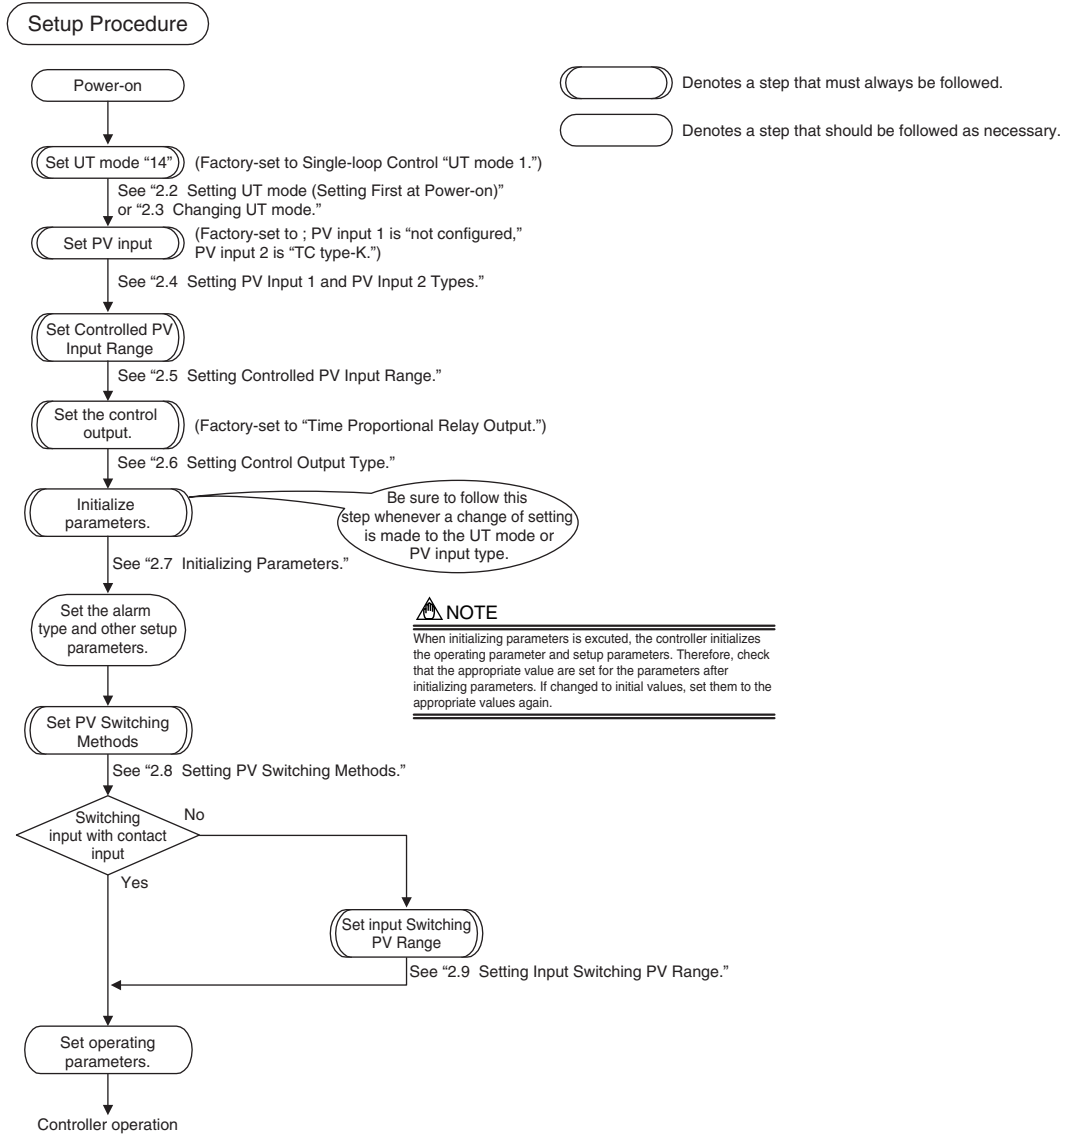 Setup Procedure
Power-on
Denotes a step that must always be followed.
Denotes a step that should be followed as necessary.
Set UT mode “14”
(Factory-set to Single-loop Control “UT mode 1.”)
See “2.2 Setting UT mode (Setting First at Power-on)”
or “2.3 Changing UT mode.”
Set PV input
(Factory-set to ; PV input 1 is “not configured,”
PV input 2 is “TC type-K.”)
See “2.4 Setting PV Input 1 and PV Input 2 Types.”
Set Controlled PV
Input Range
See “2.5 Setting Controlled PV Input Range.”
Set the control
output.
(Factory-set to “Time Proportional Relay Output.”)
See “2.6 Setting Control Output Type.”
Initialize
parameters.
Be sure to follow this
step whenever a change of setting
is made to the UT mode or
PV input type.
See “2.7 Initializing Parameters.”
Set the alarm
type and other setup
parameters.
NOTE
When initializing parameters is excuted, the controller initializes
the operating parameter and setup parameters. Therefore, check
that the appropriate value are set for the parameters after
initializing parameters. If changed to initial values, set them to the
appropriate values again.
Set PV Switching
Methods
See “2.8 Setting PV Switching Methods.”
Switching
input with contact
input
No
Yes
Set input Switching
PV Range
See “2.9 Setting Input Switching PV Range.”
Set operating
parameters.
Controller operation